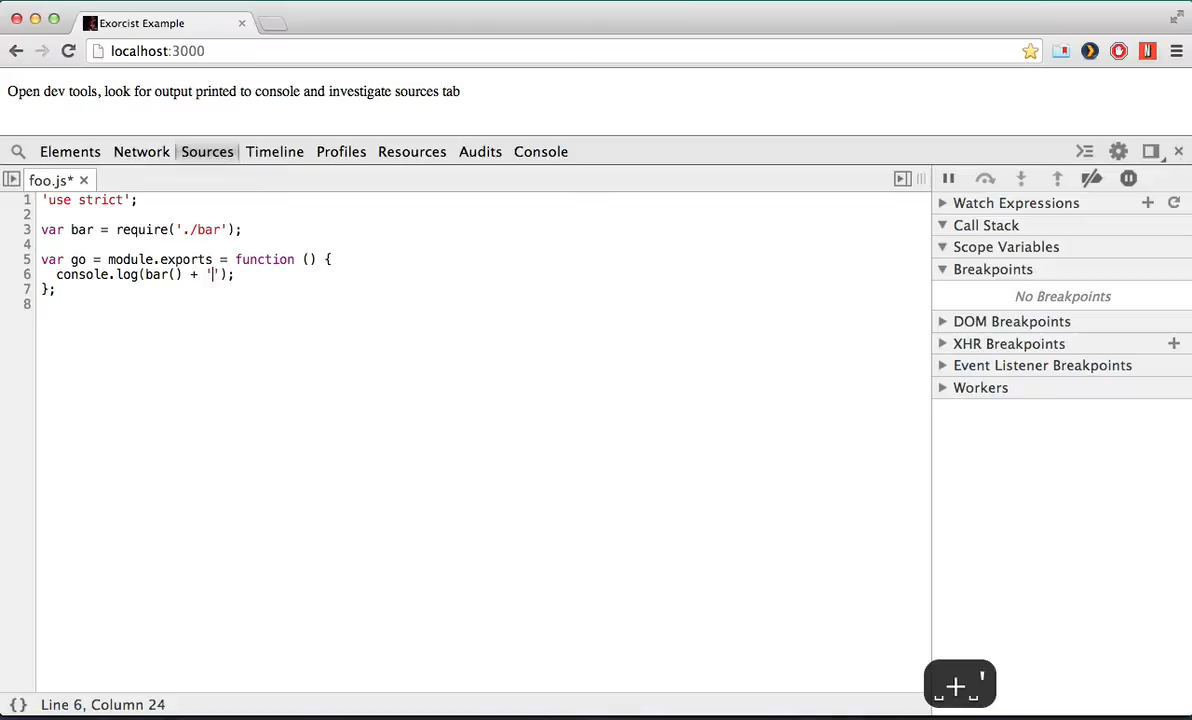 Exorcist Example
localhost:3000
Open dev tools, look for output printed to console and investigate sources tab
Elements Network Sources Timeline Profiles Resources Audits Console
foo.js*
1 'use strict';
2
3 var bar = require('./bar');
4
5 var go = module.exports = function () {
6 console.log(bar() + '');
7 };
8
Watch Expressions
Call Stack
Scope Variables
Breakpoints
No Breakpoints
DOM Breakpoints
XHR Breakpoints
Event Listener Breakpoints
Workers
␣+␣'
{} Line 6, Column 24